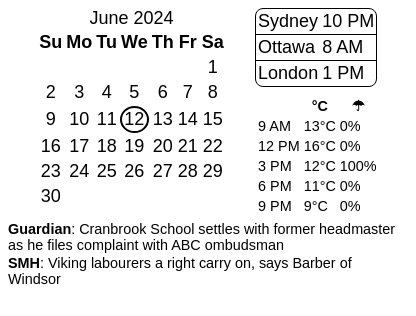 June 2024
Su Mo Tu We Th Fr Sa
1
2 3 4 5 6 7 8
9 10 11 12 13 14 15
16 17 18 19 20 21 22
23 24 25 26 27 28 29
30
Sydney 10 PM
Ottawa 8 AM
London 1 PM
°C ☂
9 AM 13°C 0%
12 PM 16°C 0%
3 PM 12°C 100%
6 PM 11°C 0%
9 PM 9°C 0%
Guardian: Cranbrook School settles with former headmaster
as he files complaint with ABC ombudsman
SMH: Viking labourers a right carry on, says Barber of
Windsor